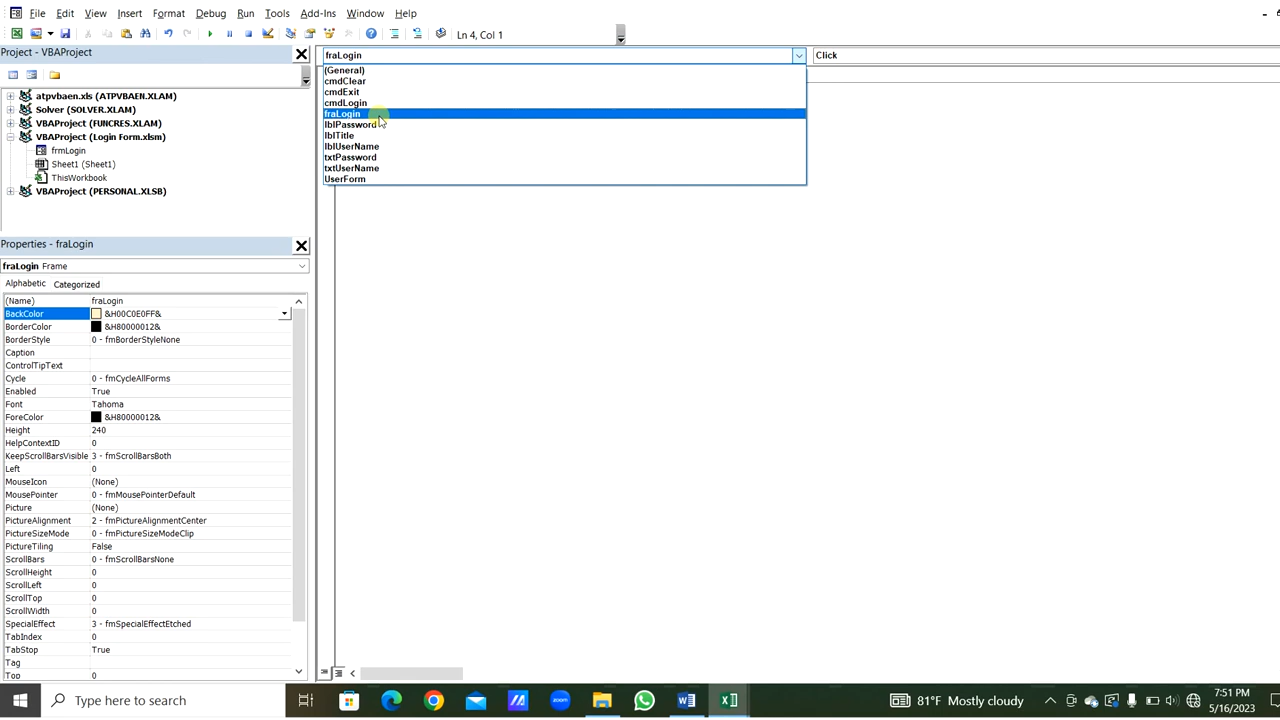 File Edit View Insert Format Debug Run Tools Add-Ins Window Help
Ln 4, Col 1
Project - VBAProject
atpvbaen.xls (ATPVBAEN.XLAM)
Solver (SOLVER.XLAM)
VBAProject (FUNCRES.XLAM)
VBAProject (Login Form.xlsm)
frmLogin
Sheet1 (Sheet1)
ThisWorkbook
VBAProject (PERSONAL.XLSB)
Properties - fraLogin
fraLogin Frame
Alphabetic Categorized
(Name) fraLogin
BackColor &H00C0E0FF&
BorderColor &H80000012&
BorderStyle 0 - fmBorderStyleNone
Caption
ControlTipText
Cycle 0 - fmCycleAllForms
Enabled True
Font Tahoma
ForeColor &H80000012&
Height 240
HelpContextID 0
KeepScrollBarsVisible 3 - fmScrollBarsBoth
Left 0
MouseIcon (None)
MousePointer 0 - fmMousePointerDefault
Picture (None)
PictureAlignment 2 - fmPictureAlignmentCenter
PictureSizeMode 0 - fmPictureSizeModeClip
PictureTiling False
ScrollBars 0 - fmScrollBarsNone
ScrollHeight 0
ScrollLeft 0
ScrollTop 0
ScrollWidth 0
SpecialEffect 3 - fmSpecialEffectEtched
TabIndex 0
TabStop True
Tag
Top 0
fraLogin Click
(General)
cmdClear
cmdExit
cmdLogin
fraLogin
lblPassword
lblTitle
lblUserName
txtPassword
txtUserName
UserForm
Type here to search
81°F Mostly cloudy
7:51 PM
5/16/2023